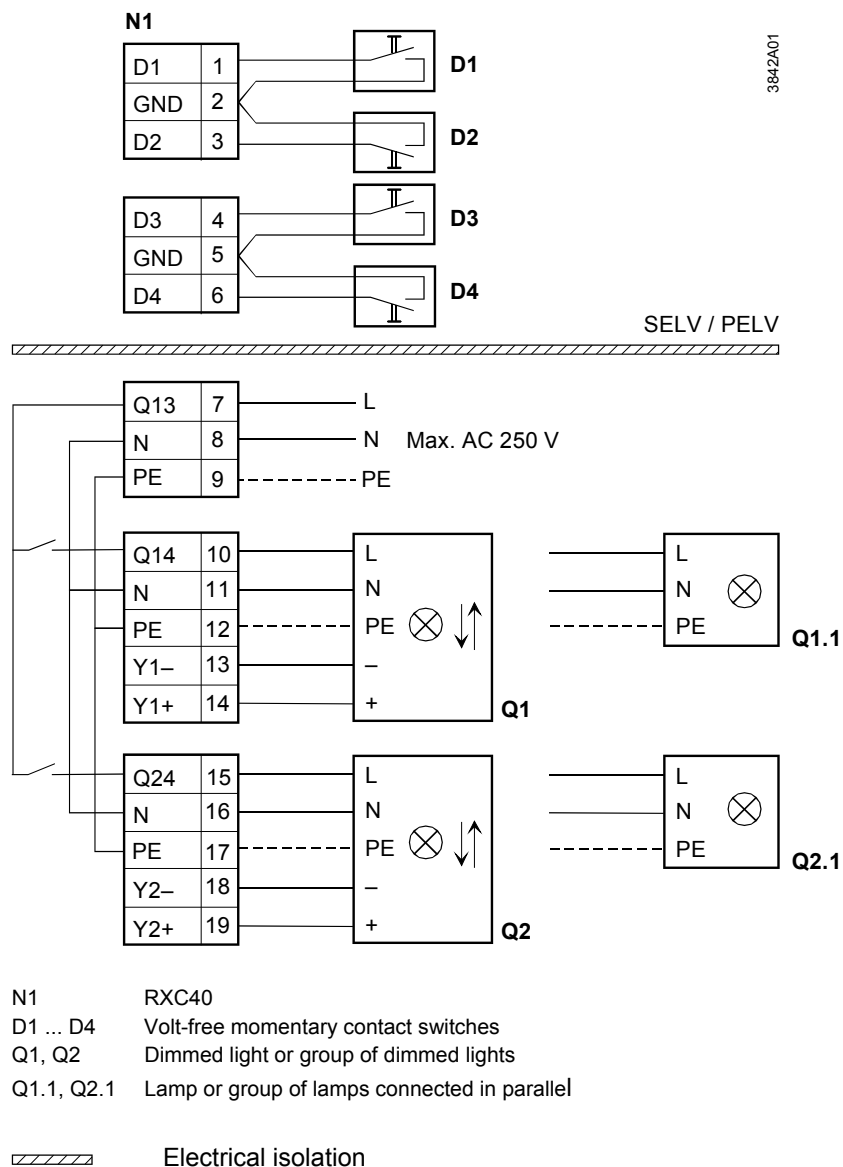 N1
3842A01
D1 1
GND 2
D2 3
D1
D2
D3 4
GND 5
D4 6
D3
D4
SELV / PELV
Q13 7 L
N 8 N Max. AC 250 V
PE 9 PE
Q14 10 L L
N 11 N N
PE 12 PE PE Q1.1
Y1– 13 –
Y1+ 14 + Q1
Q24 15 L L
N 16 N N
PE 17 PE PE Q2.1
Y2– 18 –
Y2+ 19 + Q2
N1 RXC40
D1 ... D4 Volt-free momentary contact switches
Q1, Q2 Dimmed light or group of dimmed lights
Q1.1, Q2.1 Lamp or group of lamps connected in parallel
Electrical isolation